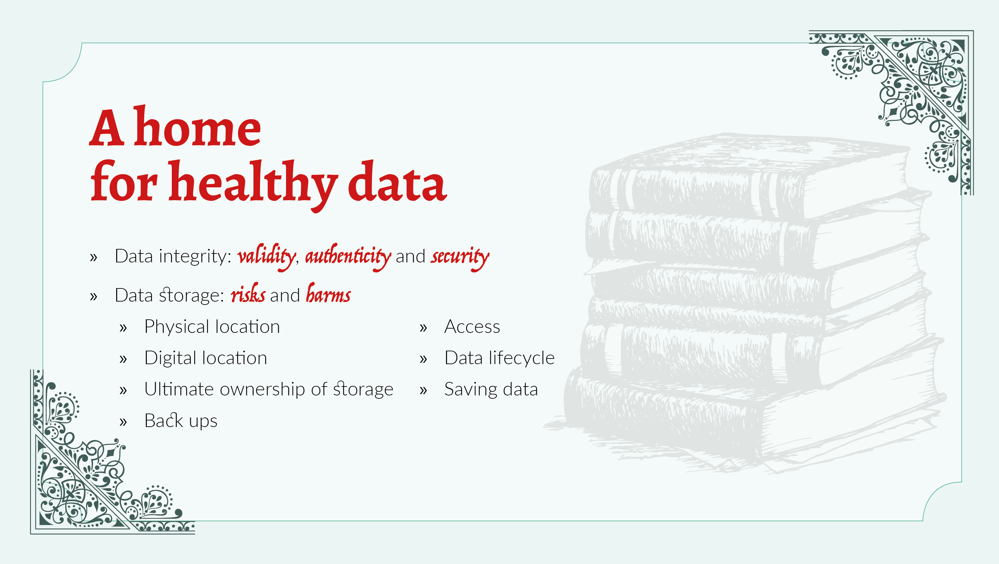 A home
for healthy data
» Data integrity: validity, authenticity and security
» Data storage: risks and harms
» Physical location
» Digital location
» Ultimate ownership of storage
» Back ups
» Access
» Data lifecycle
» Saving data